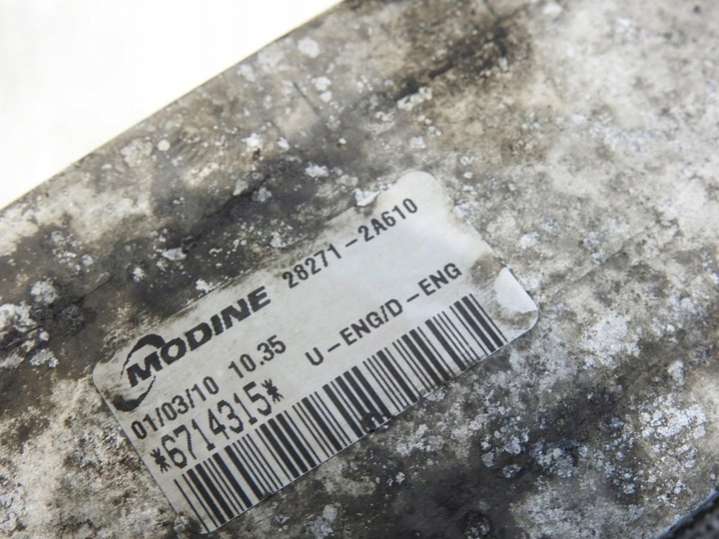 MODINE 28271-2A610
01/03/10 10.35 U-ENG/D-ENG
*6714315*